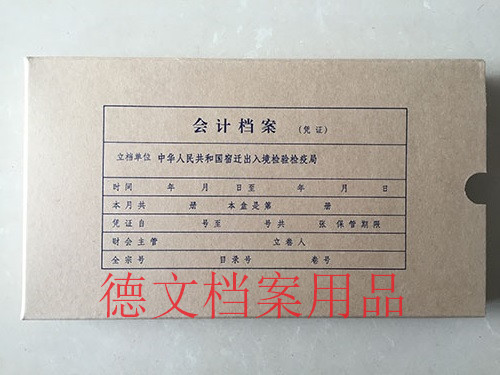 会计档案 (凭证)
立档单位 中华人民共和国宿迁出入境检验检疫局
时间 年 月 日至 年 月 日
本月共 册 本盒是第 册
凭证自 号至 号共 张 保管期限
财会主管 立卷人
全宗号 目录号 卷号
德文档案用品